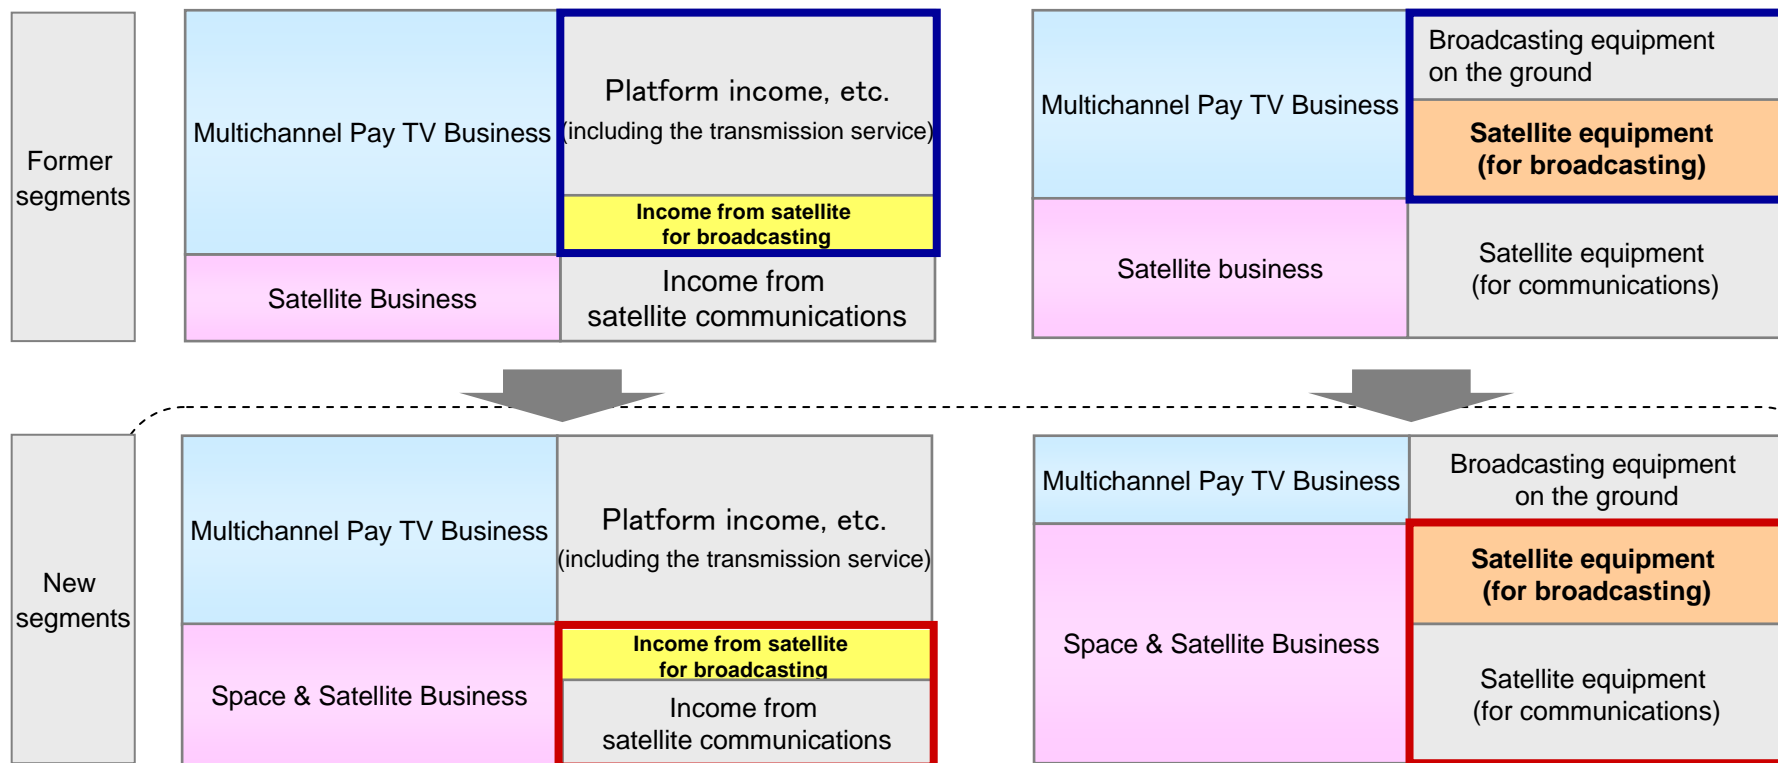 Former
segments
Multichannel Pay TV Business
Platform income, etc.
(including the transmission service)
Income from satellite
for broadcasting
Satellite Business
Income from
satellite communications
Multichannel Pay TV Business
Broadcasting equipment
on the ground
Satellite equipment
(for broadcasting)
Satellite business
Satellite equipment
(for communications)
New
segments
Multichannel Pay TV Business
Platform income, etc.
(including the transmission service)
Space & Satellite Business
Income from satellite
for broadcasting
Income from
satellite communications
Multichannel Pay TV Business
Broadcasting equipment
on the ground
Space & Satellite Business
Satellite equipment
(for broadcasting)
Satellite equipment
(for communications)